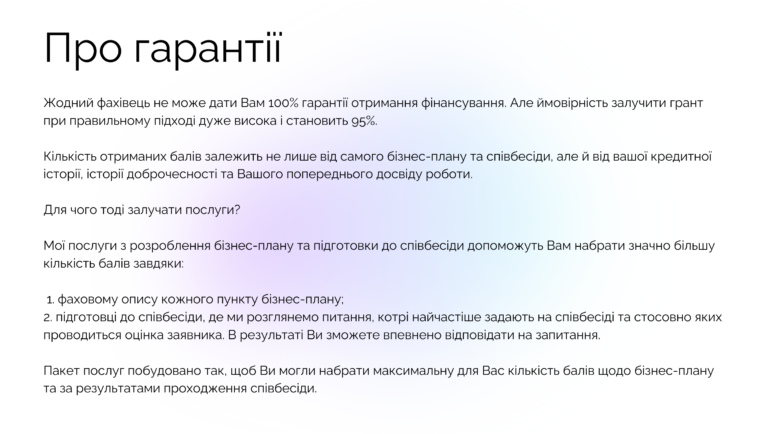 Про гарантії
Жодний фахівець не може дати Вам 100% гарантії отримання фінансування. Але ймовірність залучити грант
при правильному підході дуже висока і становить 95%.
Кількість отриманих балів залежить не лише від самого бізнес-плану та співбесіди, але й від вашої кредитної
історії, історії доброчесності та Вашого попереднього досвіду роботи.
Для чого тоді залучати послуги?
Мої послуги з розроблення бізнес-плану та підготовки до співбесіди допоможуть Вам набрати значно більшу
кількість балів завдяки:
1. фаховому опису кожного пункту бізнес-плану;
2. підготовці до співбесіди, де ми розглянемо питання, котрі найчастіше задають на співбесіді та стосовно яких
проводиться оцінка заявника. В результаті Ви зможете впевнено відповідати на запитання.
Пакет послуг побудовано так, щоб Ви могли набрати максимальну для Вас кількість балів щодо бізнес-плану
та за результатами проходження співбесіди.